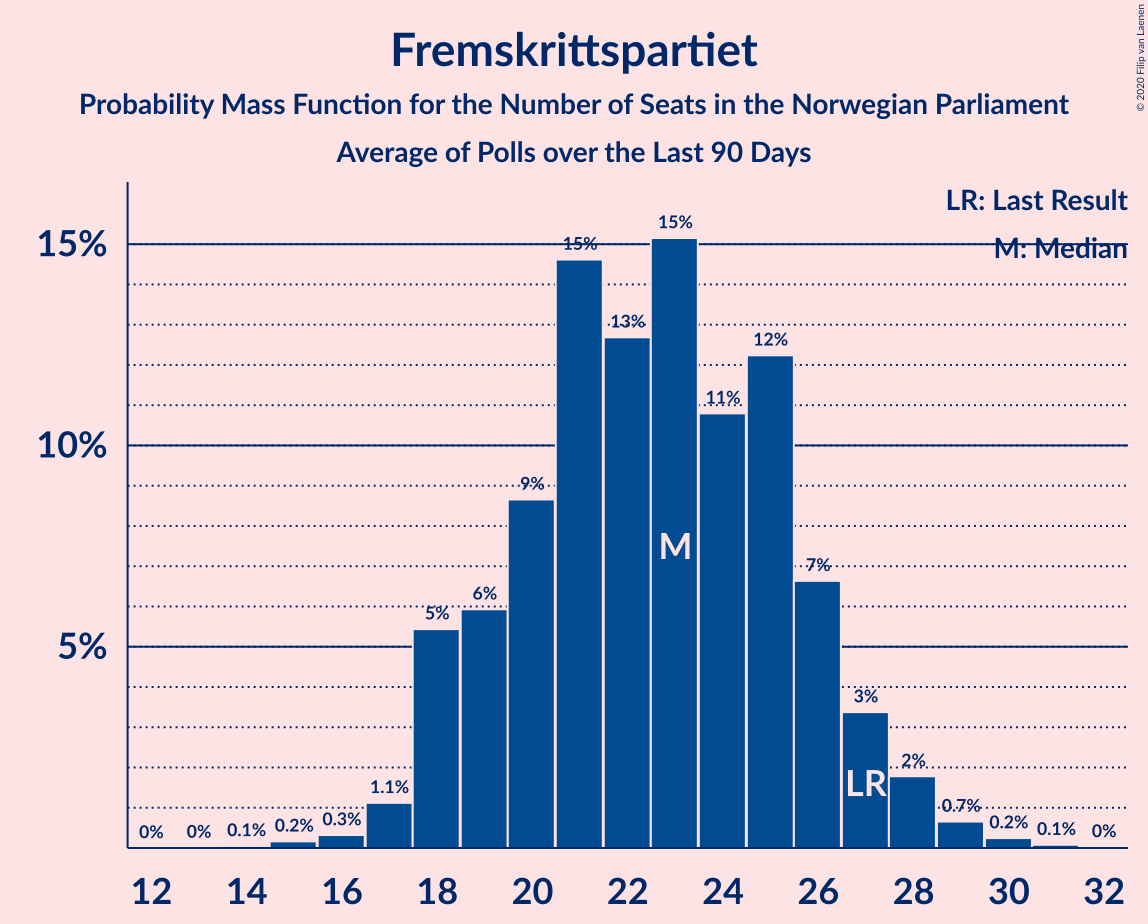 Fremskrittspartiet
Probability Mass Function for the Number of Seats in the Norwegian Parliament
Average of Polls over the Last 90 Days
© 2020 Filip van Laenen
LR: Last Result
M: Median
15%
10%
5%
0%
0%
0.1%
0.2%
0.3%
1.1%
5%
6%
9%
15%
13%
15%
11%
12%
7%
3%
2%
0.7%
0.2%
0.1%
0%
M
LR
12 14 16 18 20 22 24 26 28 30 32